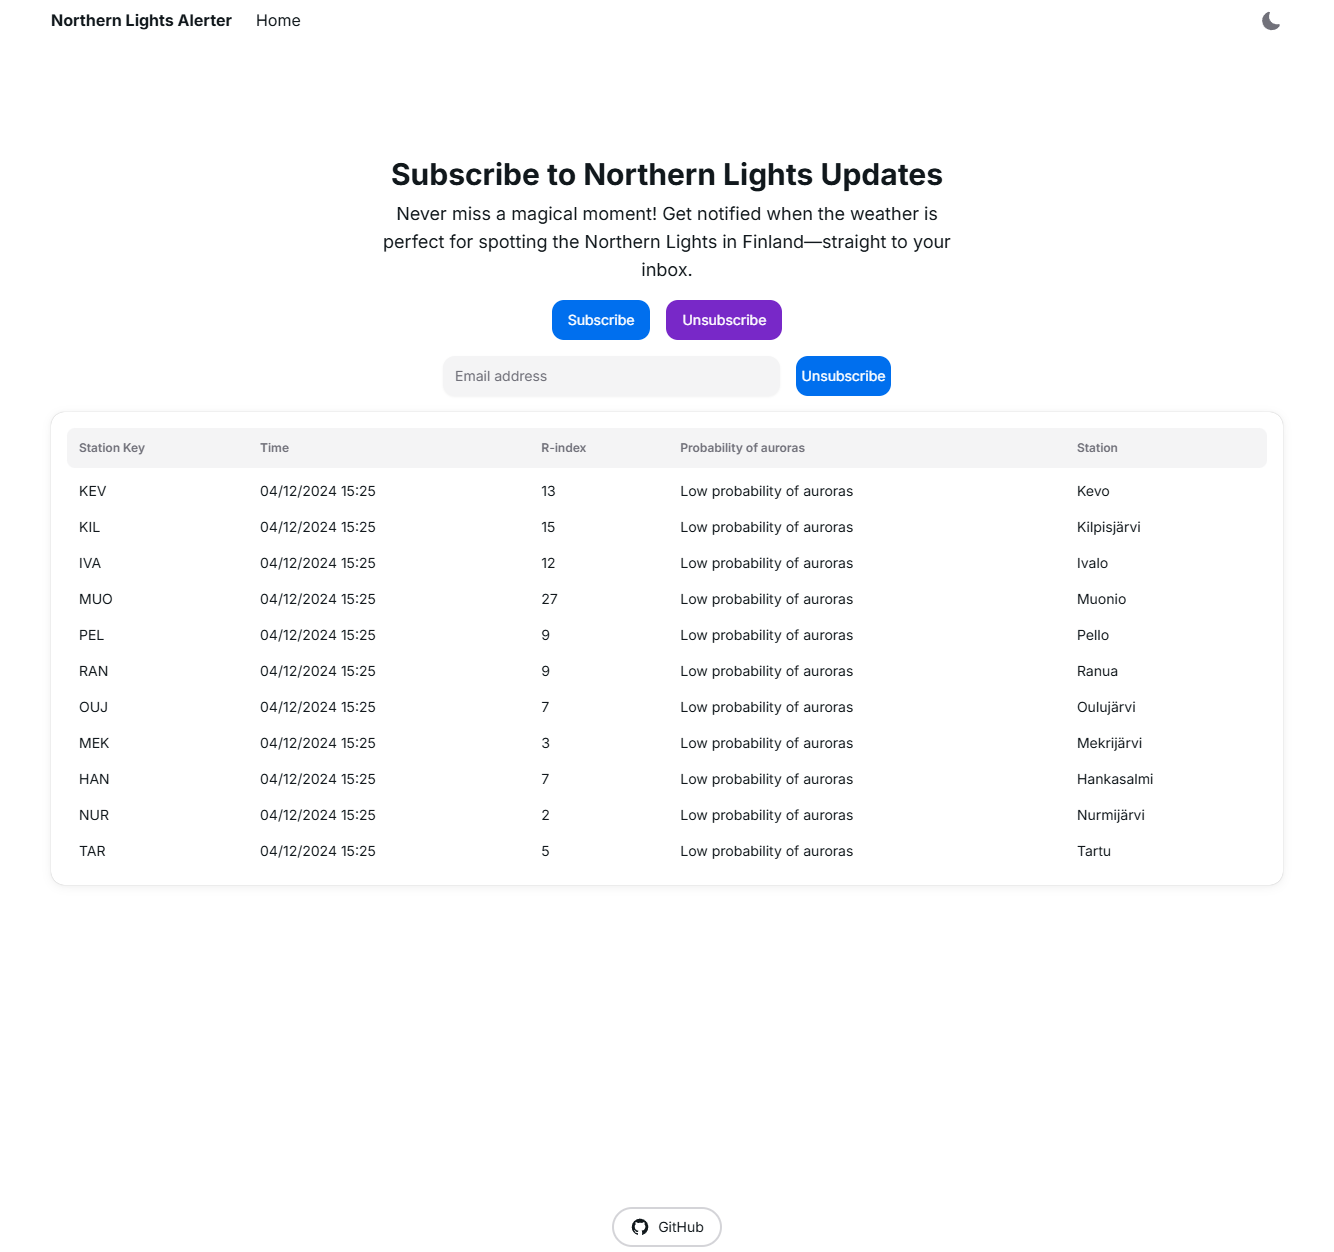 Northern Lights Alerter Home
Subscribe to Northern Lights Updates
Never miss a magical moment! Get notified when the weather is
perfect for spotting the Northern Lights in Finland—straight to your
inbox.
Subscribe Unsubscribe
Email address Unsubscribe
Station Key Time R-index Probability of auroras Station
KEV 04/12/2024 15:25 13 Low probability of auroras Kevo
KIL 04/12/2024 15:25 15 Low probability of auroras Kilpisjärvi
IVA 04/12/2024 15:25 12 Low probability of auroras Ivalo
MUO 04/12/2024 15:25 27 Low probability of auroras Muonio
PEL 04/12/2024 15:25 9 Low probability of auroras Pello
RAN 04/12/2024 15:25 9 Low probability of auroras Ranua
OUJ 04/12/2024 15:25 7 Low probability of auroras Oulujärvi
MEK 04/12/2024 15:25 3 Low probability of auroras Mekrijärvi
HAN 04/12/2024 15:25 7 Low probability of auroras Hankasalmi
NUR 04/12/2024 15:25 2 Low probability of auroras Nurmijärvi
TAR 04/12/2024 15:25 5 Low probability of auroras Tartu
GitHub